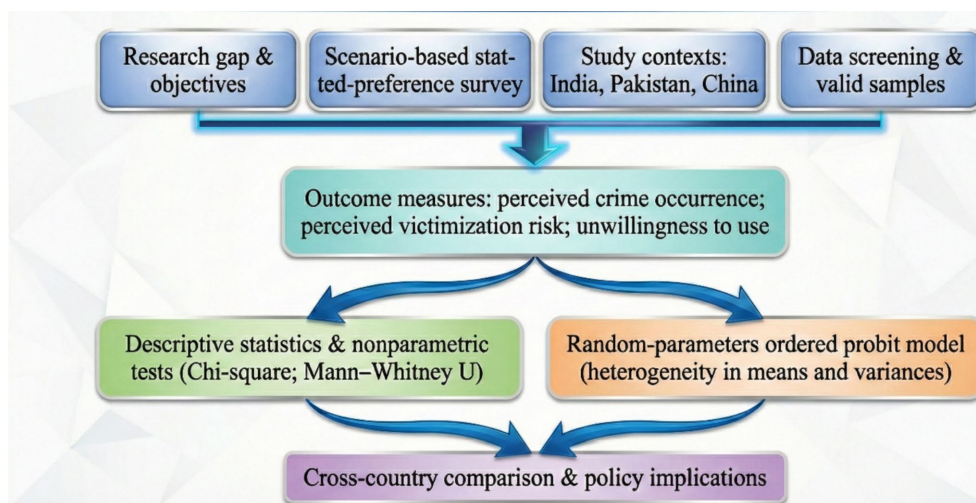 Research gap &
objectives
Scenario-based stat-
ted-preference survey
Study contexts:
India, Pakistan, China
Data screening &
valid samples
Outcome measures: perceived crime occurrence;
perceived victimization risk; unwillingness to use
Descriptive statistics & nonparametric
tests (Chi-square; Mann–Whitney U)
Random-parameters ordered probit model
(heterogeneity in means and variances)
Cross-country comparison & policy implications